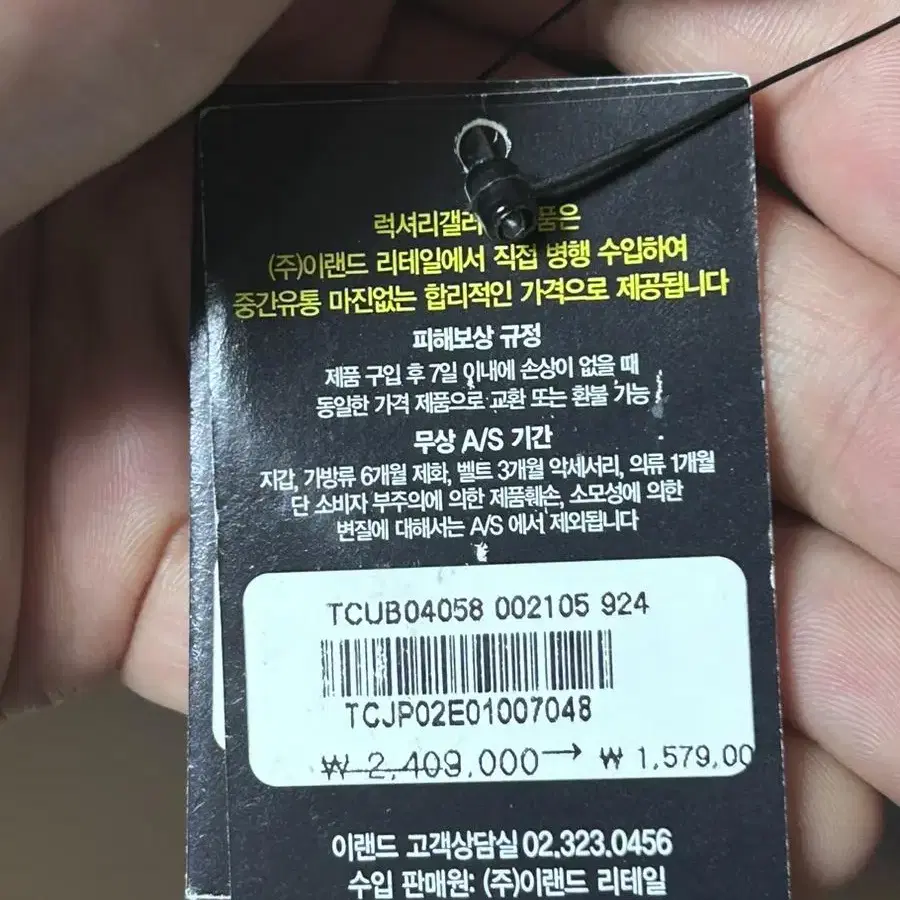 럭셔리갤러 품은
(주)이랜드 리테일에서 직접 병행 수입하여
중간유통 마진없는 합리적인 가격으로 제공됩니다
피해보상 규정
제품 구입 후 7일 이내에 손상이 없을 때
동일한 가격 제품으로 교환 또는 환불 가능
무상 A/S 기간
지갑, 가방류 6개월 제화, 벨트 3개월 악세서리, 의류 1개월
단 소비자 부주의에 의한 제품훼손, 소모성에 의한
변질에 대해서는 A/S 에서 제외됩니다
TCUB04058 002105 924
TCJP02E01007048
₩ 2,409,000→ ₩ 1,579,00
이랜드 고객상담실 02.323.0456
수입 판매원: (주)이랜드 리테일